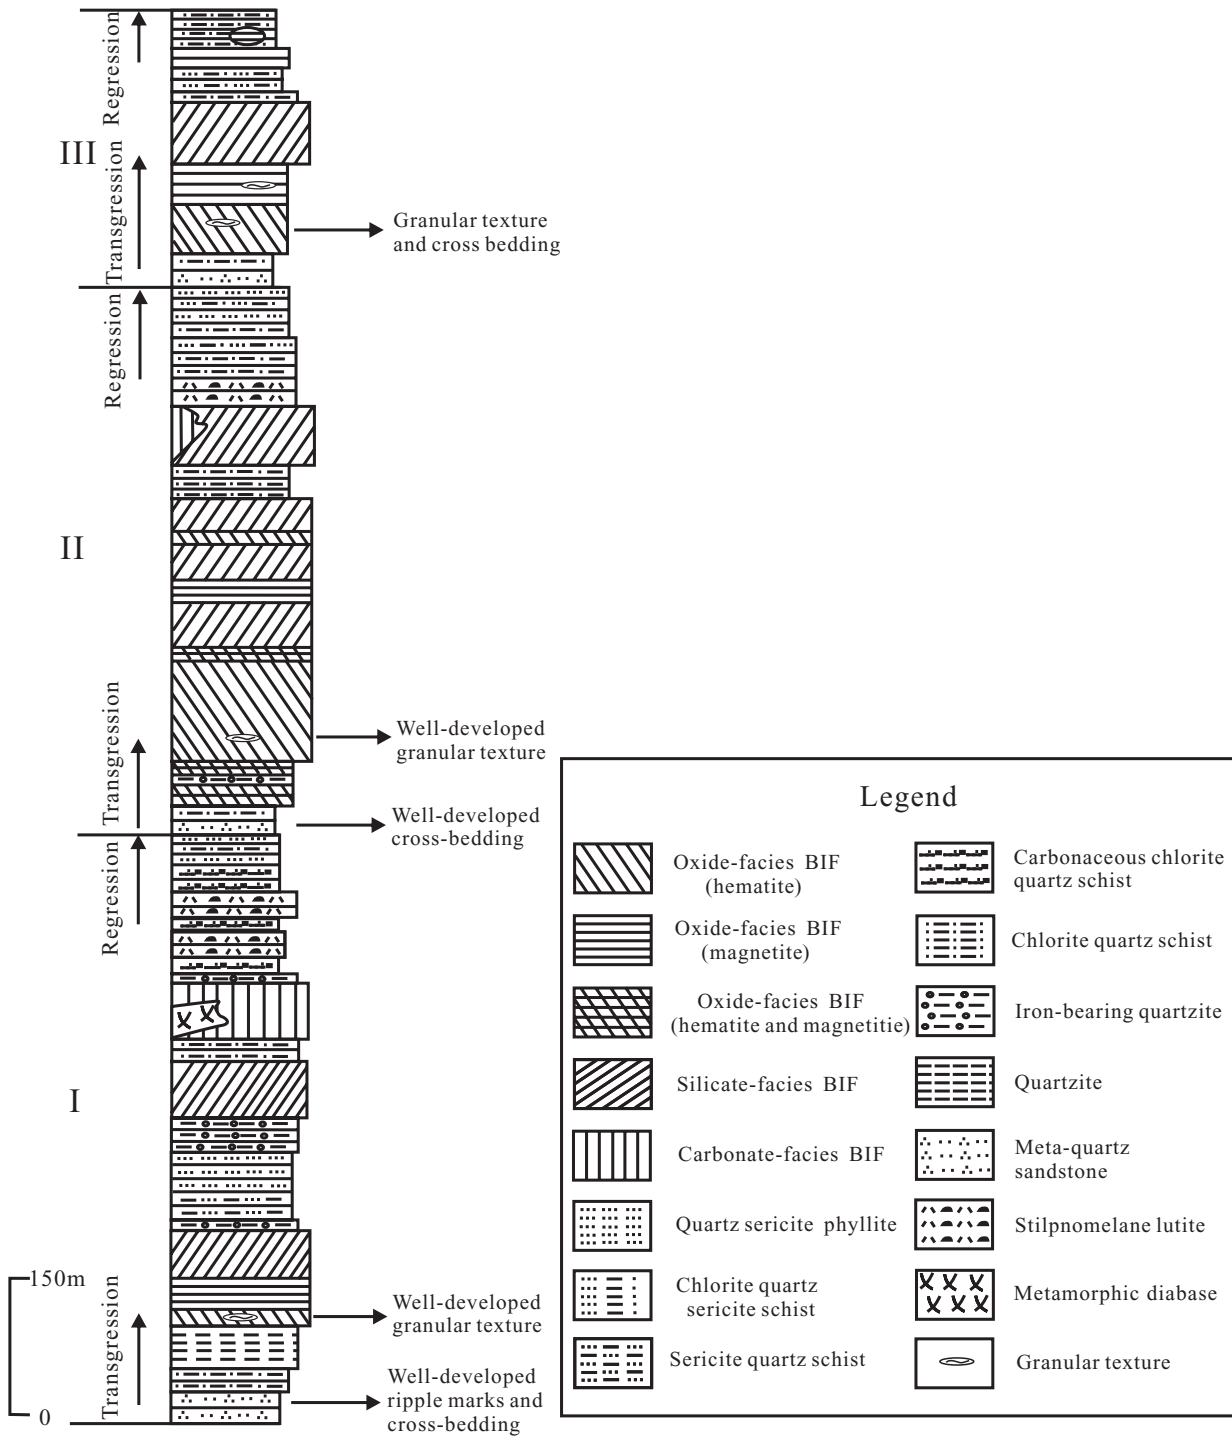 Regression
III
Transgression
Granular texture
and cross bedding
Regression
II
Transgression
Well-developed
granular texture
Well-developed
cross-bedding
Regression
I
150m
Transgression
0
Well-developed
granular texture
Well-developed
ripple marks and
cross-bedding
Legend
Oxide-facies BIF
(hematite)
Oxide-facies BIF
(magnetite)
Oxide-facies BIF
(hematite and magnetitie)
Silicate-facies BIF
Carbonate-facies BIF
Quartz sericite phyllite
Chlorite quartz
sericite schist
Sericite quartz schist
Carbonaceous chlorite
quartz schist
Chlorite quartz schist
Iron-bearing quartzite
Quartzite
Meta-quartz
sandstone
Stilpnomelane lutite
Metamorphic diabase
Granular texture